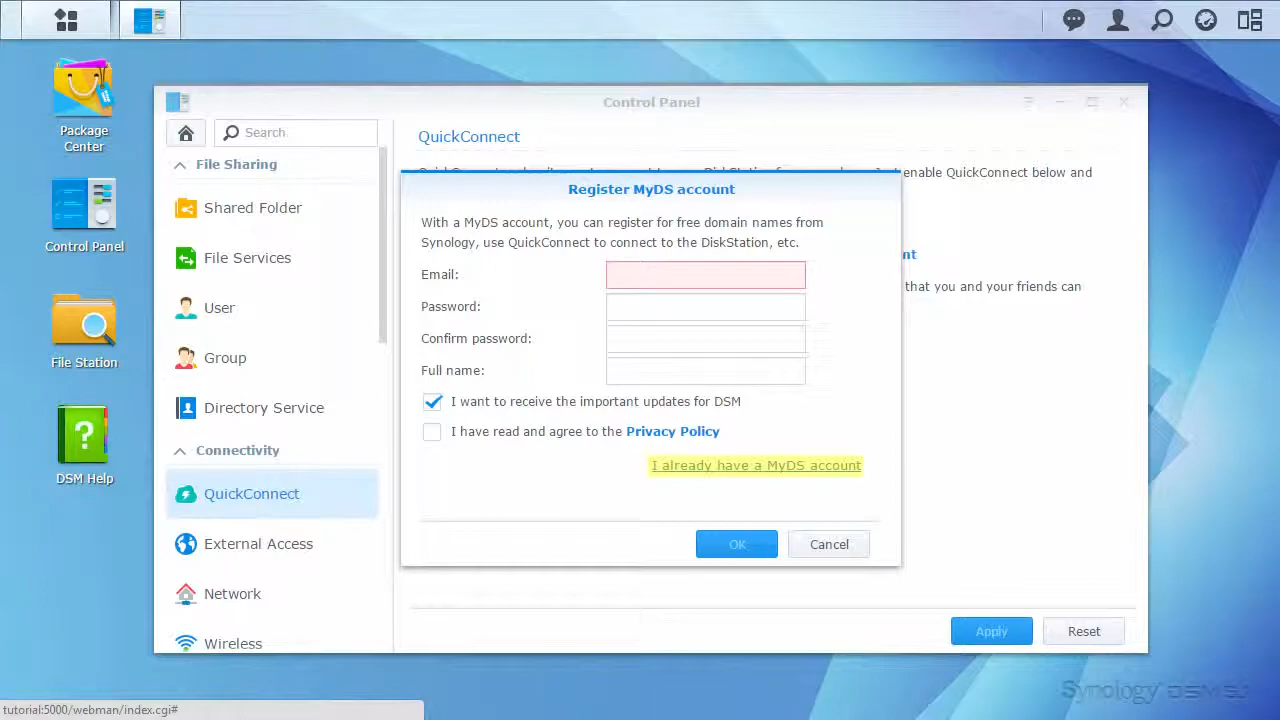 Control Panel
Package
Center
Control Panel
File Station
DSM Help
Search
File Sharing
Shared Folder
File Services
User
Group
Directory Service
Connectivity
QuickConnect
External Access
Network
Wireless
QuickConnect
enable QuickConnect below and
that you and your friends can
Register MyDS account
With a MyDS account, you can register for free domain names from
Synology, use QuickConnect to connect to the DiskStation, etc.
Email:
Password:
Confirm password:
Full name:
I want to receive the important updates for DSM
I have read and agree to the Privacy Policy
I already have a MyDS account
OK Cancel
Apply Reset
Synology
tutorial:5000/webman/index.cgi#